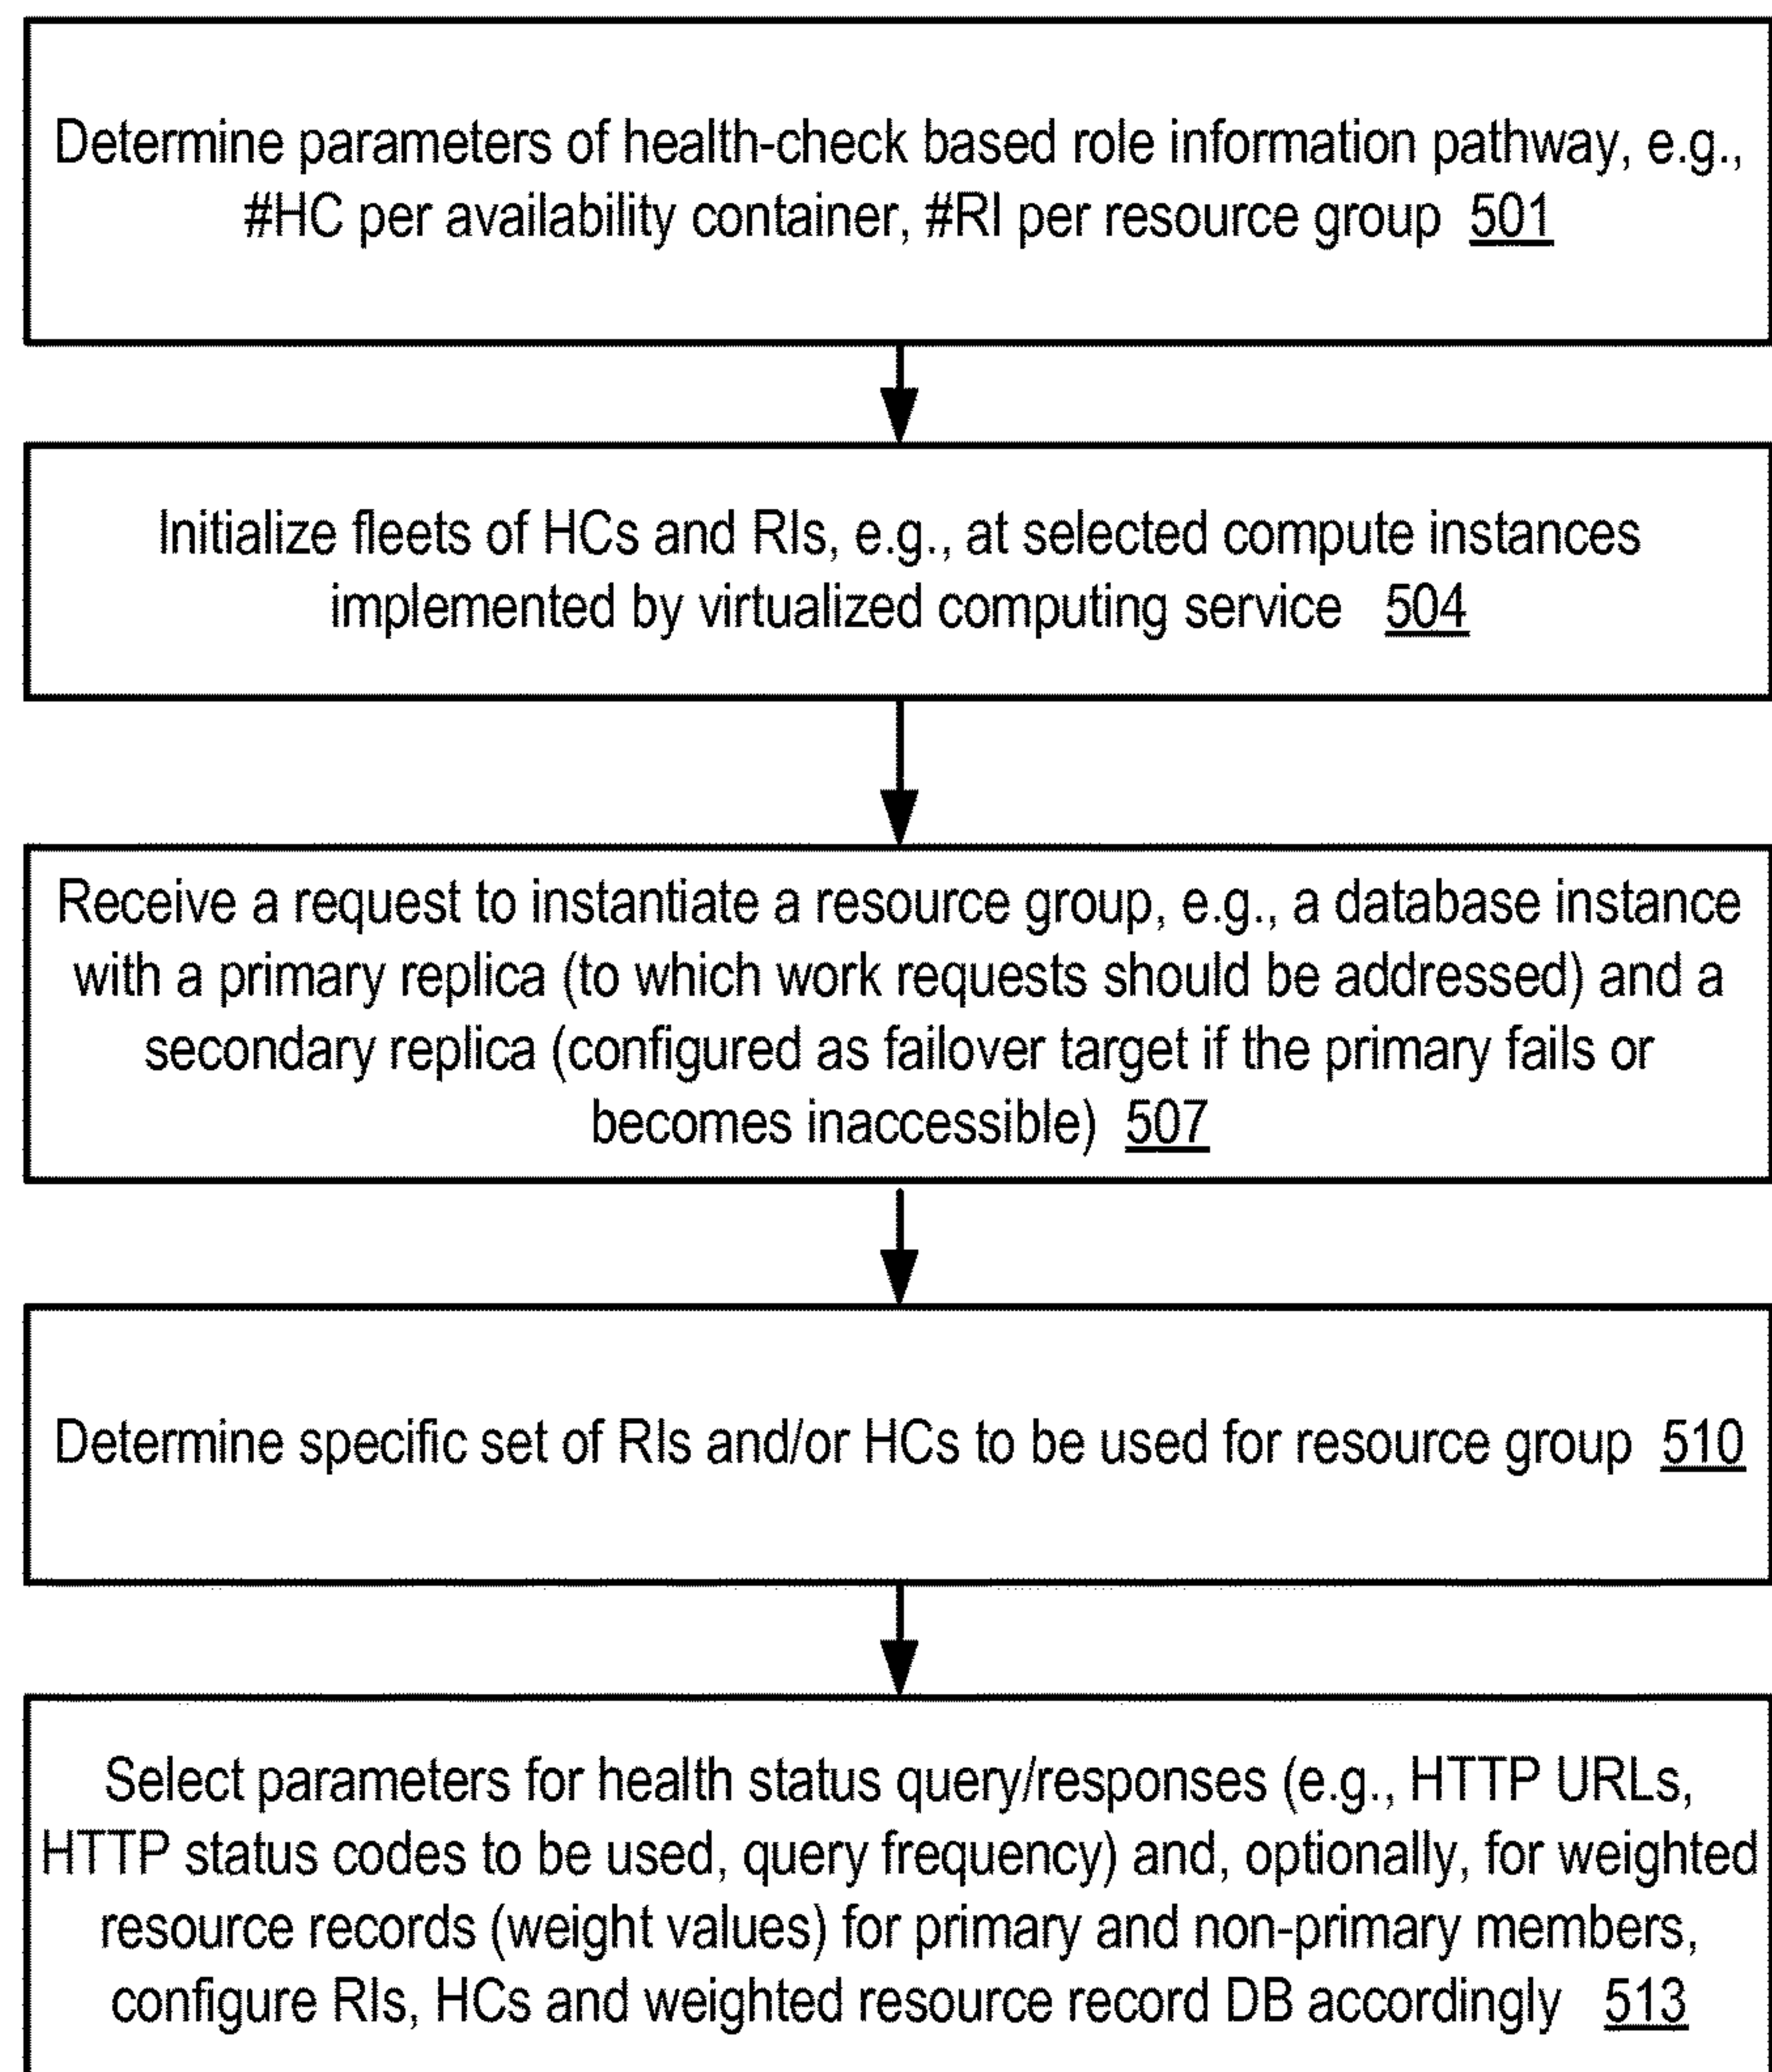 Determine parameters of health-check based role information pathway, e.g.,
#HC per availability container, #RI per resource group 501
Initialize fleets of HCs and RIs, e.g., at selected compute instances
implemented by virtualized computing service 504
Receive a request to instantiate a resource group, e.g., a database instance
with a primary replica (to which work requests should be addressed) and a
secondary replica (configured as failover target if the primary fails or
becomes inaccessible) 507
Determine specific set of RIs and/or HCs to be used for resource group 510
Select parameters for health status query/responses (e.g., HTTP URLs,
HTTP status codes to be used, query frequency) and, optionally, for weighted
resource records (weight values) for primary and non-primary members,
configure RIs, HCs and weighted resource record DB accordingly 513